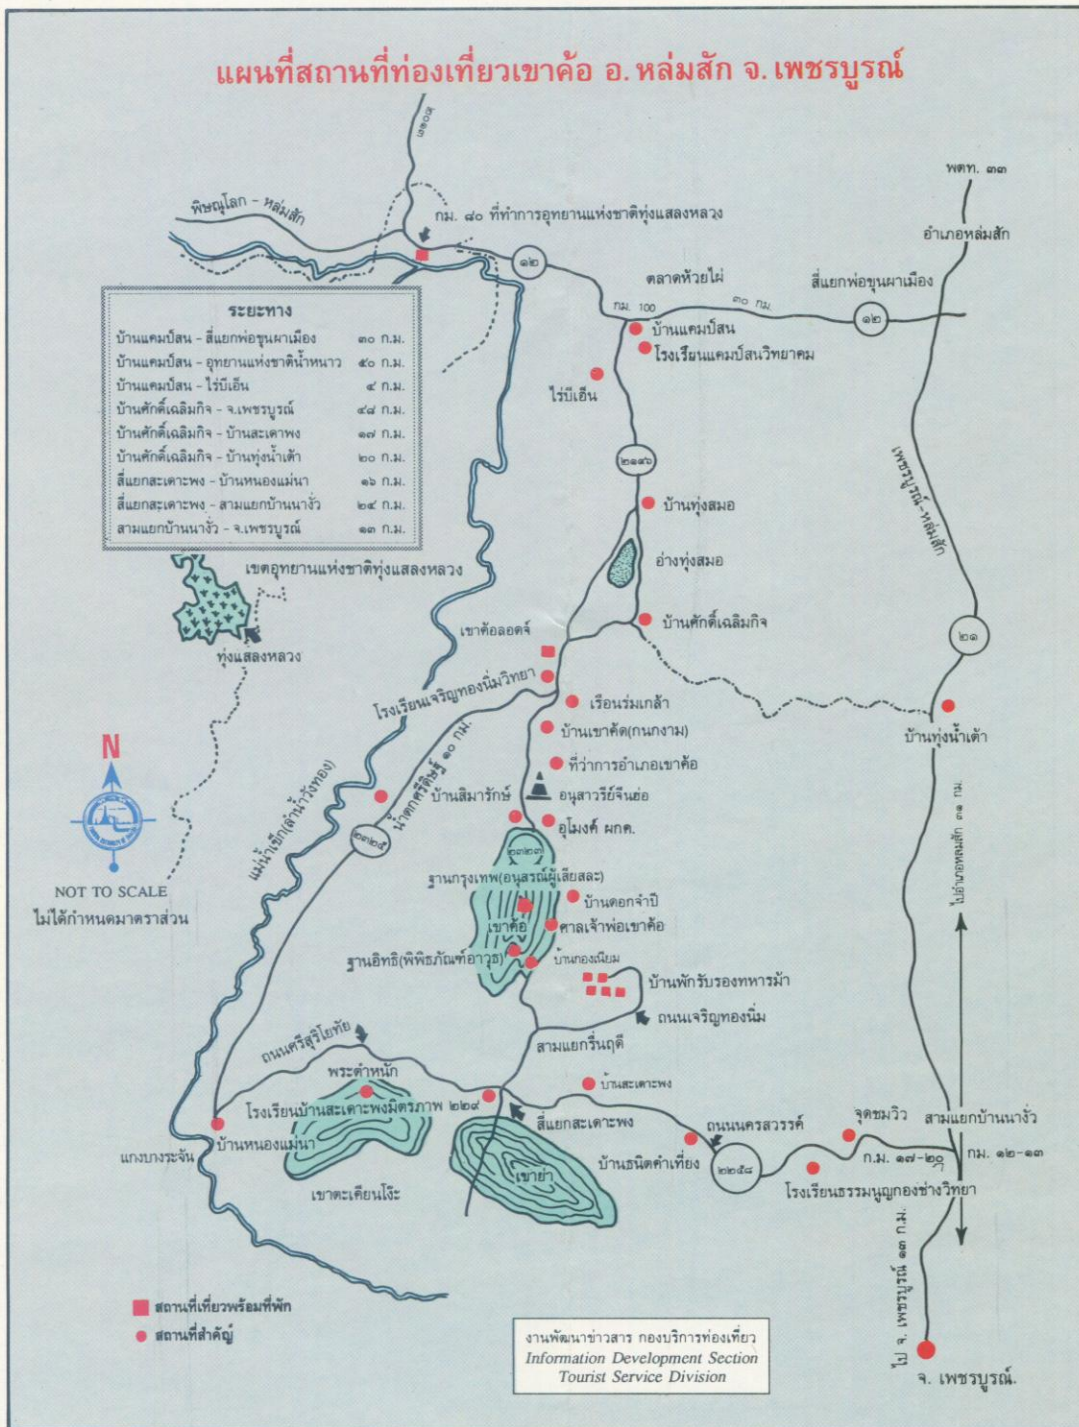 แผนที่สถานที่ท่องเที่ยวเขาค้อ อ. หล่มสัก จ. เพชรบูรณ์
พตท. ๓๓
พิษณุโลก - หล่มสัก
กม. ๘๐ ที่ทำการอุทยานแห่งชาติทุ่งแสลงหลวง
อำเภอหล่มสัก
๑๒
ตลาดห้วยไผ่
สี่แยกพ่อขุนผาเมือง
กม. 100
๓๐ กม.
๑๒
บ้านแคมป์สน
โรงเรียนแคมป์สนวิทยาคม
ไร่บีเอ็น
ระยะทาง
บ้านแคมป์สน - สี่แยกพ่อขุนผาเมือง ๓๐ ก.ม.
บ้านแคมป์สน - อุทยานแห่งชาติน้ำหนาว ๕๐ ก.ม.
บ้านแคมป์สน - ไร่บีเอ็น ๔ ก.ม.
บ้านศักดิ์เฉลิมกิจ - จ.เพชรบูรณ์ ๔๘ ก.ม.
บ้านศักดิ์เฉลิมกิจ - บ้านสะเดาพง ๑๗ ก.ม.
บ้านศักดิ์เฉลิมกิจ - บ้านทุ่งน้ำเต้า ๒๐ ก.ม.
สี่แยกสะเดาะพง - บ้านหนองแม่นา ๑๖ ก.ม.
สี่แยกสะเดาะพง - สามแยกบ้านนางั่ว ๒๔ ก.ม.
สามแยกบ้านนางั่ว - จ.เพชรบูรณ์ ๑๓ ก.ม.
๒๑๙๖
บ้านทุ่งสมอ
เพชรบูรณ์-หล่มสัก
อ่างทุ่งสมอ
เขตอุทยานแห่งชาติทุ่งแสลงหลวง
บ้านศักดิ์เฉลิมกิจ
เขาค้อลอดจ์
๒๑
ทุ่งแสลงหลวง
โรงเรียนเจริญทองนิ่มวิทยา
เรือนร่มเกล้า
บ้านเขาคัด(กนกงาม)
บ้านทุ่งน้ำเต้า
N
ที่ว่าการอำเภอเขาค้อ
น้ำตกศรีดิษฐ์ ๑๐ กม.
บ้านสิมารักษ์
อนุสาวรีย์จีนฮ่อ
อุโมงค์ ผกค.
แม่น้ำเข็ก(ลำน้ำวังทอง)
ไปอำเภอหล่มสัก ๓๑ กม.
๒๓๒๕
๒๓๒๓
NOT TO SCALE
ไม่ได้กำหนดมาตราส่วน
ฐานกรุงเทพ(อนุสรณ์ผู้เสียสละ)
บ้านดอกจำปี
เขาค้อ
ศาลเจ้าพ่อเขาค้อ
ฐานอิทธิ(พิพิธภัณฑ์อาวุธ)
บ้านกองเนียม
บ้านพักรับรองทหารม้า
ถนนเจริญทองนิ่ม
สามแยกรื่นฤดี
ถนนศรีสุริโยทัย
พระตำหนัก
บ้านสะเดาะพง
โรงเรียนบ้านสะเดาะพงมิตรภาพ ๒๒๙
สี่แยกสะเดาะพง
ถนนนครสวรรค์
จุดชมวิว
สามแยกบ้านนางั่ว
บ้านหนองแม่นา
แกงบางระจัน
บ้านธนิตคำเที่ยง
๒๒๕๘
ก.ม. ๑๗-๒๐
กม. ๑๒-๑๓
เขาย่า
เขาตะเคียนโง๊ะ
โรงเรียนธรรมนูญกองช่างวิทยา
ไป จ. เพชรบูรณ์ ๑๓ ก.ม.
สถานที่เที่ยวพร้อมที่พัก
สถานที่สำคัญ
งานพัฒนาข่าวสาร กองบริการท่องเที่ยว
Information Development Section
Tourist Service Division
จ. เพชรบูรณ์.